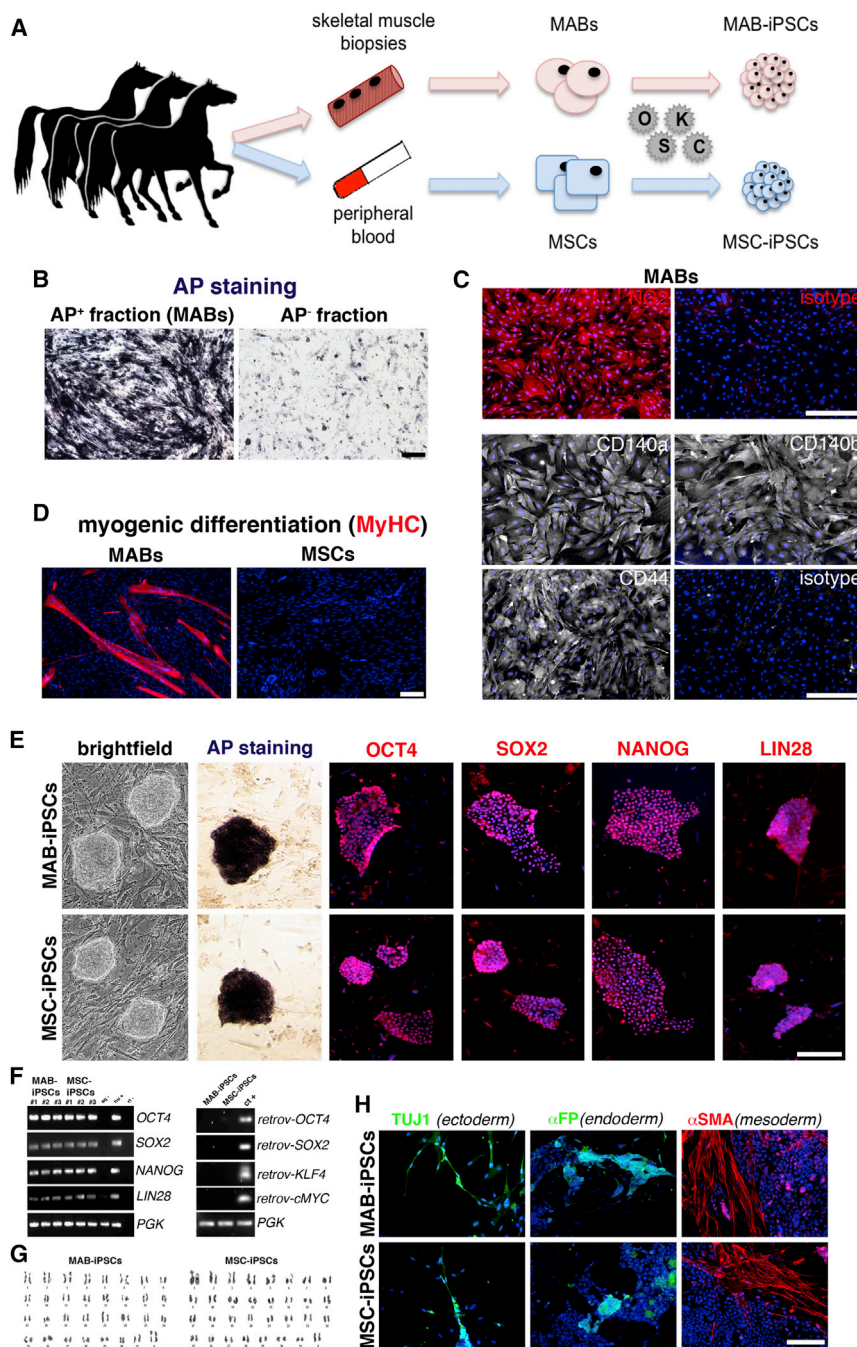 A
skeletal muscle
biopsies
MABs
MAB-iPSCs
O K
S C
peripheral
blood
MSCs
MSC-iPSCs
B
AP staining
AP⁺ fraction (MABs) AP⁻ fraction
C
MABs
NG2 isotype
CD140a CD140b
CD44 isotype
D
myogenic differentiation (MyHC)
MABs MSCs
E
brightfield AP staining OCT4 SOX2 NANOG LIN28
MAB-iPSCs
MSC-iPSCs
F
MAB-
iPSCs
MSC-
iPSCs
#1 #2 #3 #1 #2 #3
OCT4
SOX2
NANOG
LIN28
PGK
MAB-iPSCs
MSC-iPSCs
ct +
retrov-OCT4
retrov-SOX2
retrov-KLF4
retrov-cMYC
PGK
G
MAB-iPSCs MSC-iPSCs
H
TUJ1 (ectoderm) αFP (endoderm) αSMA (mesoderm)
MAB-iPSCs
MSC-iPSCs